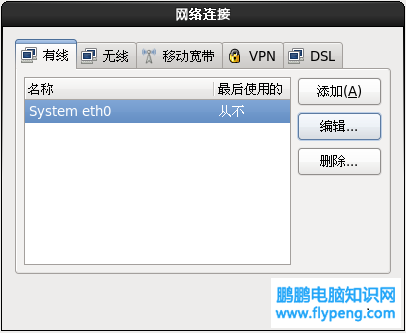 网络连接
有线 无线 移动宽带 VPN DSL
名称 最后使用的
System eth0 从不
添加(A)
编辑...
删除...
鹏鹏电脑知识网
www.flypeng.com